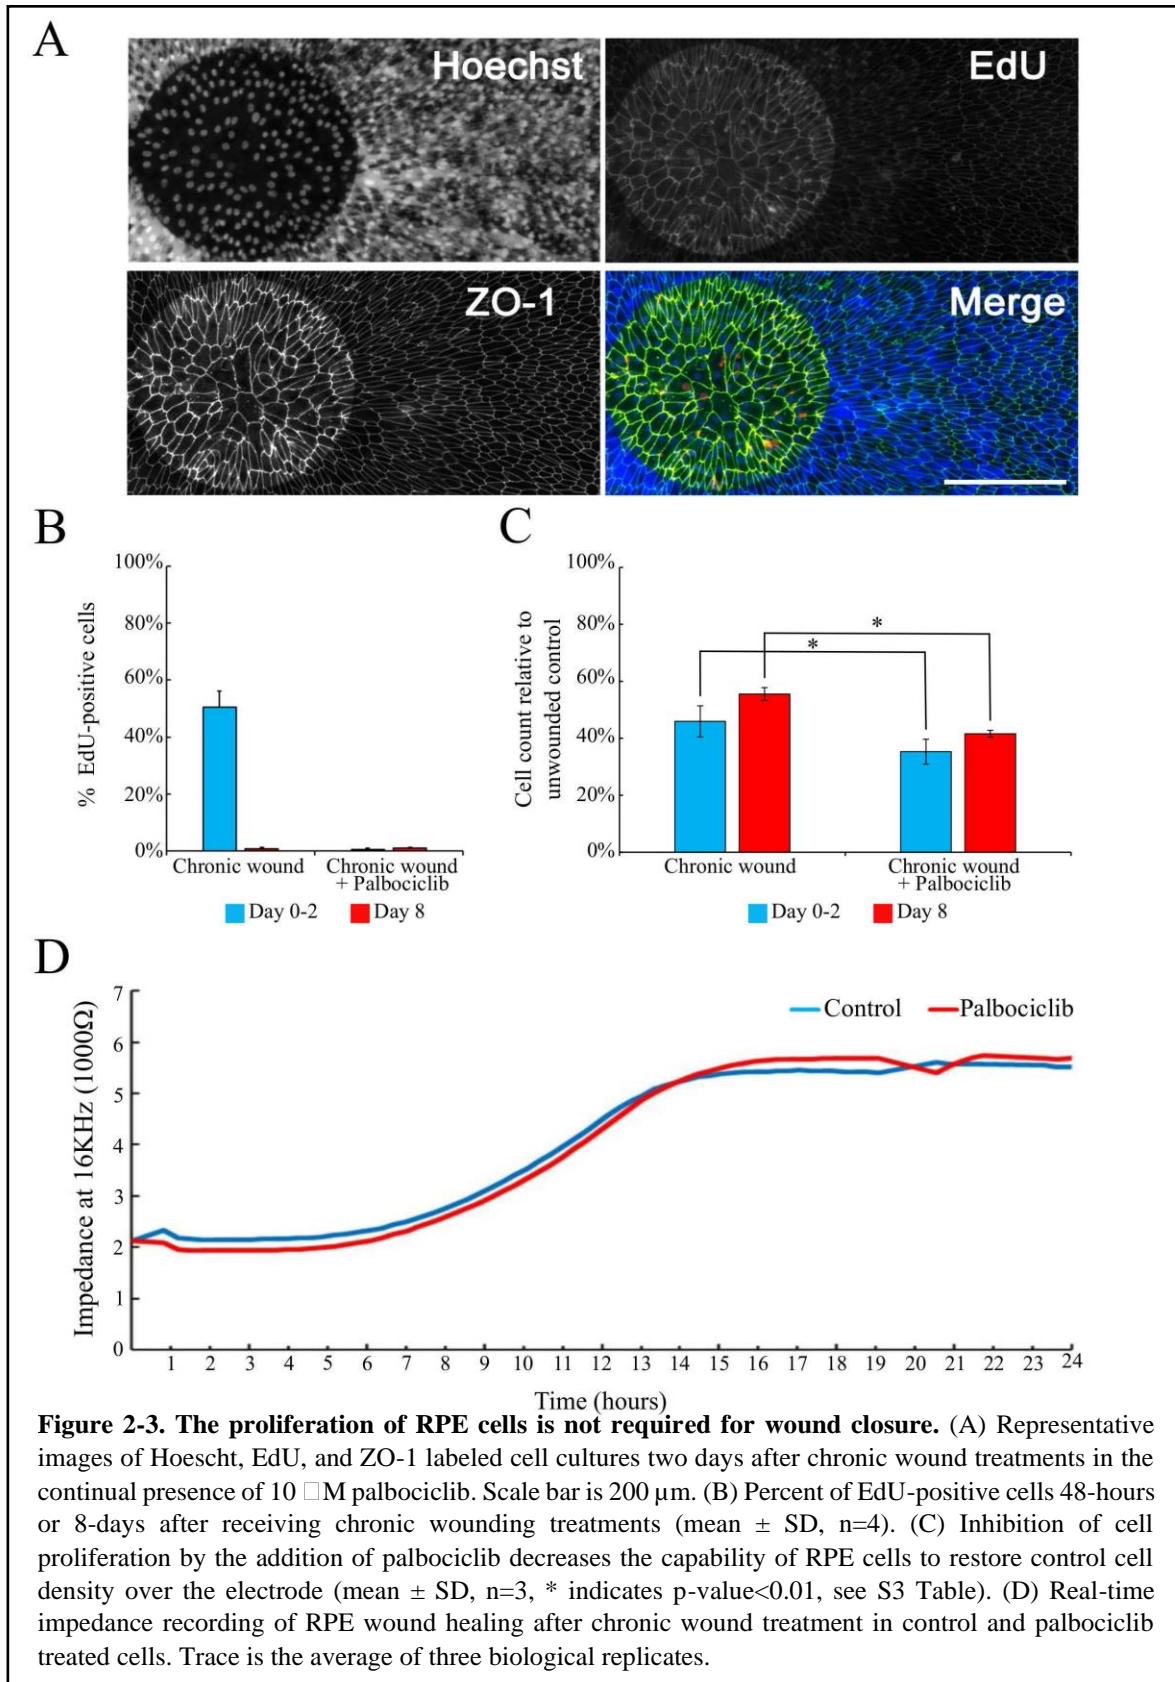 A
Hoechst
EdU
ZO-1
Merge
B
100%
80%
60%
40%
20%
0%
% EdU-positive cells
Chronic wound
Chronic wound
+ Palbociclib
Day 0-2
Day 8
C
100%
80%
60%
40%
20%
0%
Cell count relative to
unwounded control
*
*
Chronic wound
Chronic wound
+ Palbociclib
Day 0-2
Day 8
D
7
6
5
4
3
2
1
0
Impedance at 16KHz (1000Ω)
Control
Palbociclib
1 2 3 4 5 6 7 8 9 10 11 12 13 14 15 16 17 18 19 20 21 22 23 24
Time (hours)
Figure 2-3. The proliferation of RPE cells is not required for wound closure. (A) Representative
images of Hoescht, EdU, and ZO-1 labeled cell cultures two days after chronic wound treatments in the
continual presence of 10 □M palbociclib. Scale bar is 200 µm. (B) Percent of EdU-positive cells 48-hours
or 8-days after receiving chronic wounding treatments (mean ± SD, n=4). (C) Inhibition of cell
proliferation by the addition of palbociclib decreases the capability of RPE cells to restore control cell
density over the electrode (mean ± SD, n=3, * indicates p-value<0.01, see S3 Table). (D) Real-time
impedance recording of RPE wound healing after chronic wound treatment in control and palbociclib
treated cells. Trace is the average of three biological replicates.